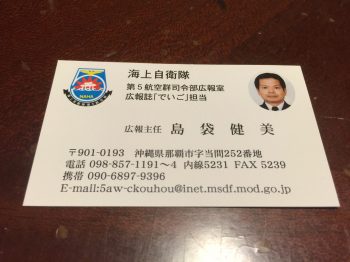 海上自衛隊
第5航空群司令部広報室
広報誌「でいご」担当
広報主任 島袋健美
〒901-0193 沖縄県那覇市字当間252番地
電話 098-857-1191~4 内線5231 FAX 5239
携帯 090-6897-9396
E-mail:5aw-ckouhou@inet.msdf.mod.go.jp
NAHA